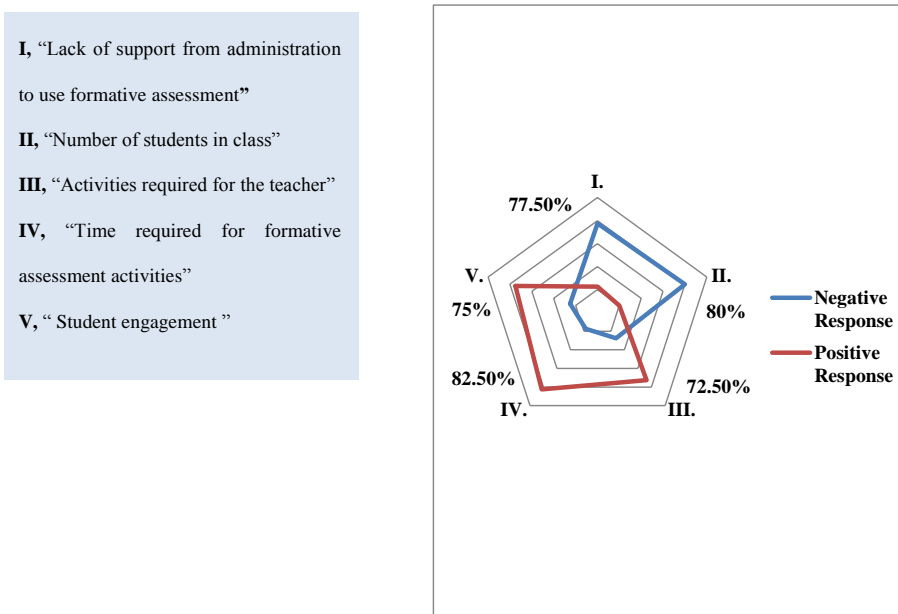 I, “Lack of support from administration
to use formative assessment”
II, “Number of students in class”
III, “Activities required for the teacher”
IV, “Time required for formative
assessment activities”
V, “ Student engagement ”
I.
77.50%
V.
II.
75%
80%
Negative
Response
Positive
Response
82.50%
72.50%
IV.
III.